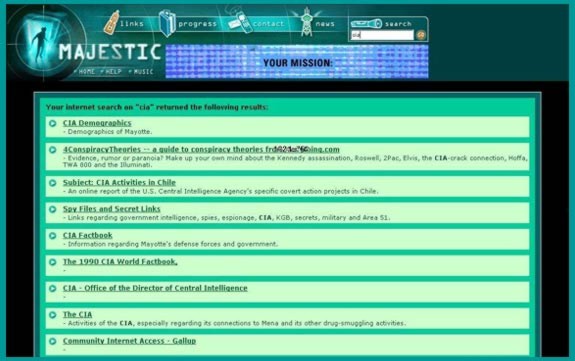 links
progress
contact
news
search
cia
MAJESTIC
HOME HELP MUSIC
YOUR MISSION:
Your internet search on "cia" returned the following results:
CIA Demographics
- Demographics of Mayotte.
4ConspiracyTheories -- a guide to conspiracy theories from 4anything.com
- Evidence, rumor or paranoia? Make up your own mind about the Kennedy assassination, Roswell, 2Pac, Elvis, the CIA-crack connection, Hoffa,
TWA 800 and the Illuminati.
Subject: CIA Activities in Chile
- An online report of the U.S. Central Intelligence Agency's specific covert action projects in Chile.
Spy Files and Secret Links
- Links regarding government intelligence, spies, espionage, CIA, KGB, secrets, military and Area 51.
CIA Factbook
- Information regarding Mayotte's defense forces and government.
The 1990 CIA World Factbook,
-
CIA - Office of the Director of Central Intelligence
-
The CIA
- Activities of the CIA, especially regarding its connections to Mena and its other drug-smuggling activities.
Community Internet Access - Gallup
-